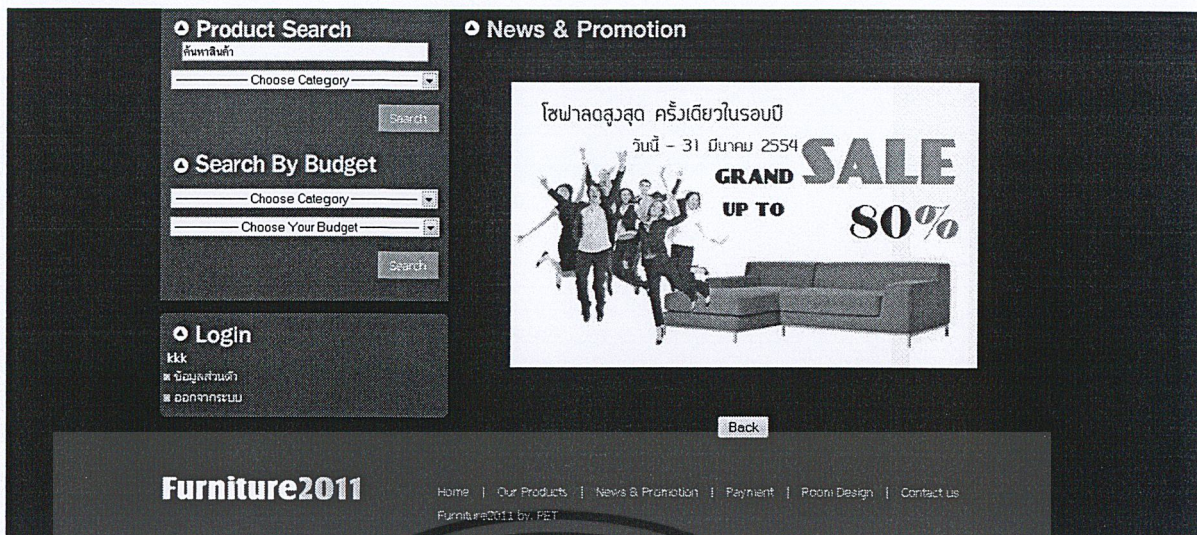 Product Search
ค้นหาสินค้า
Choose Category
Search
Search By Budget
Choose Category
Choose Your Budget
Search
Login
kkk
ข้อมูลส่วนตัว
ออกจากระบบ
News & Promotion
โซฟาลดสูงสุด ครั้งเดียวในรอบปี
วันนี้ - 31 มีนาคม 2554
GRAND SALE
UP TO 80%
Back
Furniture2011
Home | Our Products | News & Promotion | Payment | Room Design | Contact us
Furniture2011 by. PET